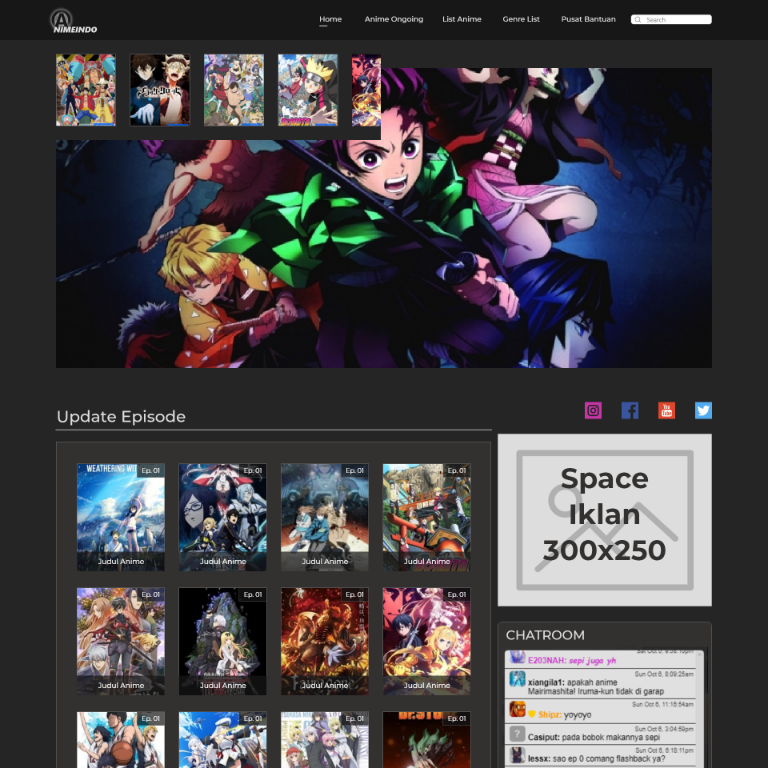 NIMEINDO
Home
Anime Ongoing
List Anime
Genre List
Pusat Bantuan
Search
Update Episode
WEATHERING WI
Ep. 01
Judul Anime
Ep. 01
Judul Anime
Ep. 01
Judul Anime
Ep. 01
Judul Anime
Ep. 01
Judul Anime
Ep. 01
Judul Anime
Ep. 01
Judul Anime
Ep. 01
Judul Anime
Ep. 01
Ep. 01
Ep. 01
Ep. 01
Space
Iklan
300x250
CHATROOM
E203NAH: sepi juga yh
Sun Oct 6, 8:09:26am
xiangila1: apakah anime
Mairimashita! Iruma-kun tidak di garap
Sun Oct 6, 11:16:54am
Shipz: yoyoyo
Sun Oct 6, 3:04:59pm
Casiput: pada bobok makannya sepi
Sun Oct 6, 6:18:11pm
lessx: sao ep 0 comang flashback ya?